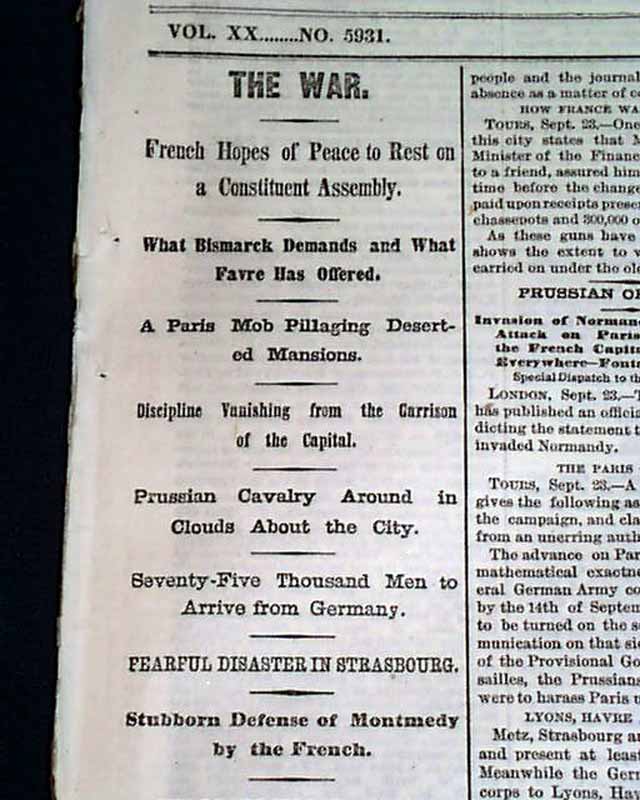 VOL. XX........NO. 5931.
THE WAR.
French Hopes of Peace to Rest on
a Constituent Assembly.
What Bismarck Demands and What
Favre Has Offered.
A Paris Mob Pillaging Desert-
ed Mansions.
Discipline Vanishing from the Garrison
of the Capital.
Prussian Cavalry Around in
Clouds About the City.
Seventy-Five Thousand Men to
Arrive from Germany.
FEARFUL DISASTER IN STRASBOURG.
Stubborn Defense of Montmedy
by the French.
people and the journal
absence as a matter of
HOW FRANCE WA
TOURS, Sept. 23.—One
this city states that M
Minister of the Finance
to a friend, assured him
time before the change
paid upon receipts prese
chassepots and 300,000 o
As these guns have
shows the extent to
carried on under the ol
PRUSSIAN
Invasion of Norman
Attack on Paris
the French Capit
Everywhere—Font
Special Dispatch to th
LONDON, Sept. 23.—T
has published an offici
dicting the statement t
invaded Normandy.
THE PARIS
TOURS, Sept. 23.—A
gives the following as
the campaign, and cla
from an unerring auth
The advance on Par
mathematical exactne
eral German Army co
by the 14th of Septem
to be turned on the s
munication on that si
of the Provisional Go
sailles, the Prussians
were to harass Paris
LYONS, HAVRE
Metz, Strasbourg a
and present at least
Meanwhile the Ger
corps to Lyons, Hav